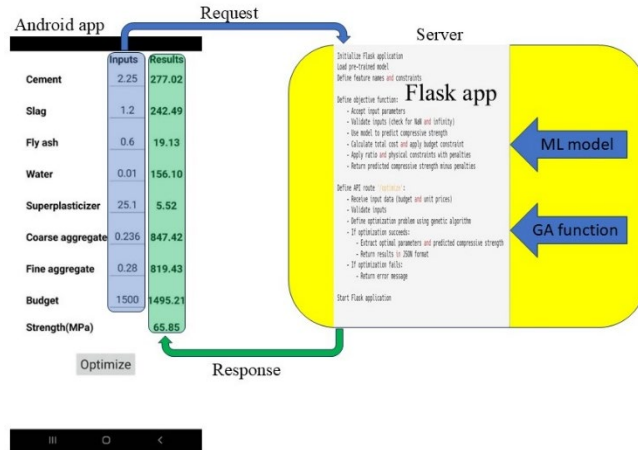 Request
Android app
Server
Inputs Results
Cement 2.25 277.02
Slag 1.2 242.49
Fly ash 0.6 19.13
Water 0.01 156.10
Superplasticizer 25.1 5.52
Coarse aggregate 0.236 847.42
Fine aggregate 0.28 819.43
Budget 1500 1495.21
Strength(MPa) 65.85
Optimize
Response
Initialize Flask application
Load pre-trained model
Define feature names and constraints
Flask app
Define objective function:
- Accept input parameters
- Validate inputs (check for NaN and infinity)
- Use model to predict compressive strength
- Calculate total cost and apply budget constraint
- Apply ratio and physical constraints with penalties
- Return predicted compressive strength minus penalties
Define API route '/optimize':
- Receive input data (budget and unit prices)
- Validate inputs
- Define optimization problem using genetic algorithm
- If optimization succeeds:
- Extract optimal parameters and predicted compressive strength
- Return results in JSON format
- If optimization fails:
- Return error message
Start Flask application
ML model
GA function